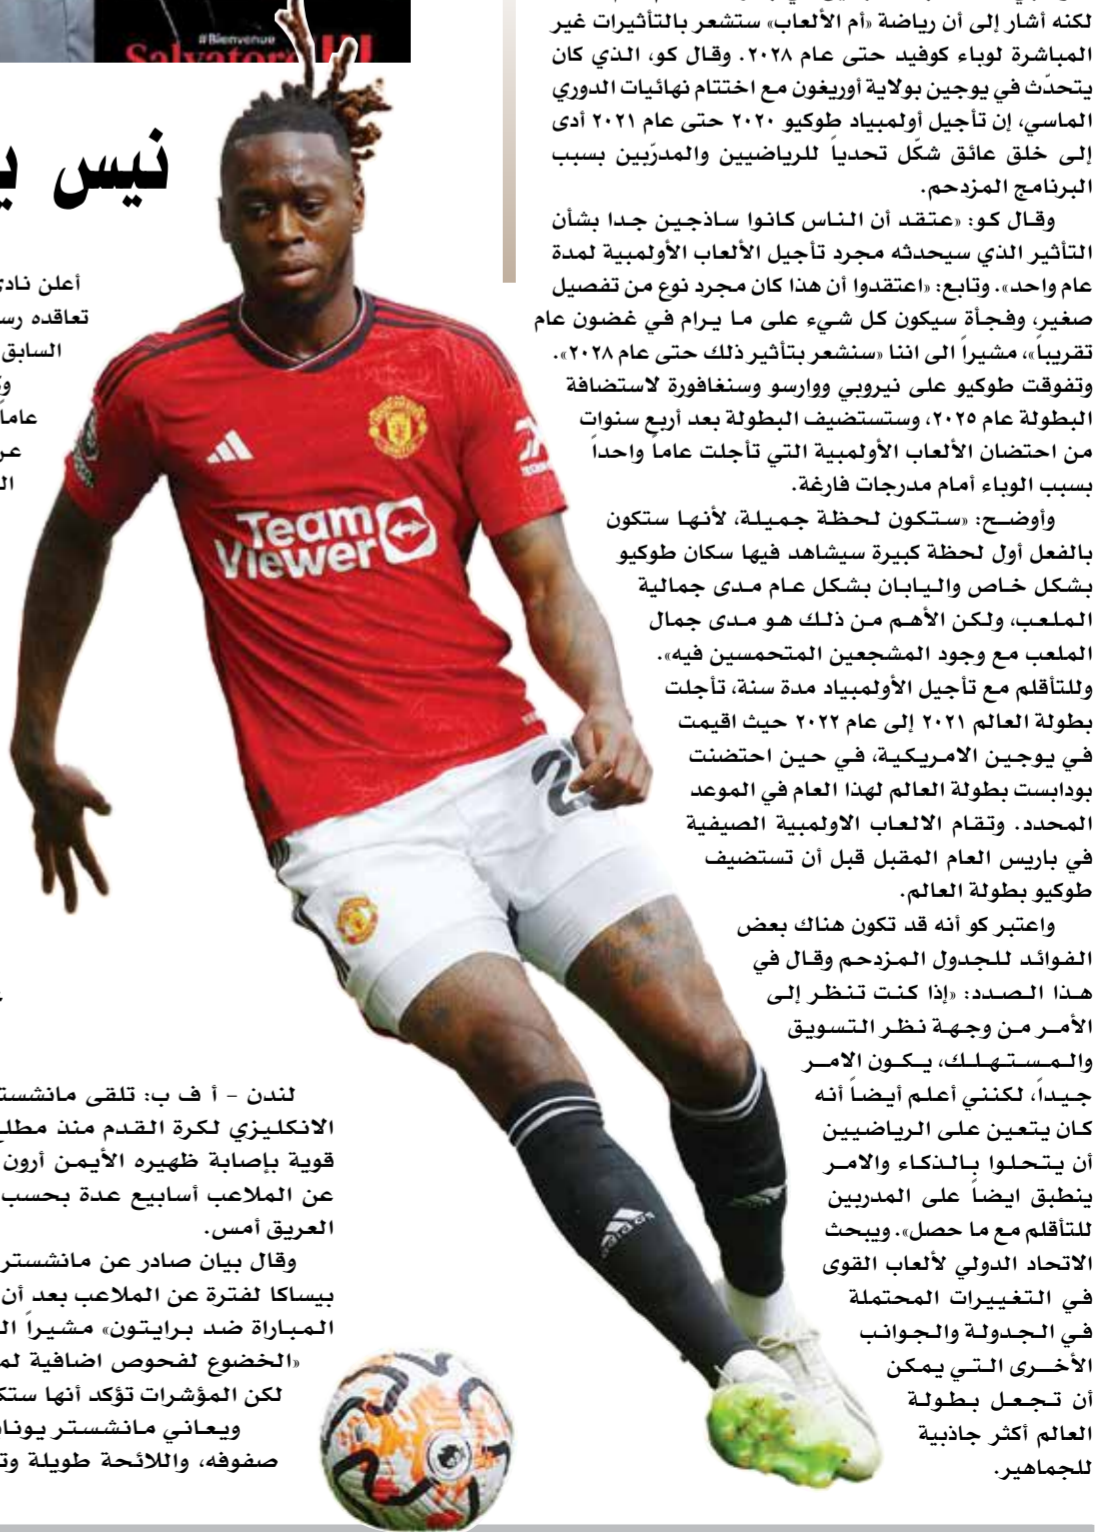 لكنه أشار إلى أن رياضة «أم الألعاب» ستشعر بالتأثيرات غير
المباشرة لوباء كوفيد حتى عام ٢٠٢٨. وقال كو، الذي كان
يتحدّث في يوجين بولاية أوريغون مع اختتام نهائيات الدوري
الماسي، إن تأجيل أولمبياد طوكيو ٢٠٢٠ حتى عام ٢٠٢١ أدى
إلى خلق عائق شكّل تحدياً للرياضيين والمدرّبين بسبب
البرنامج المزدحم.
وقال كو: «عتقد أن الناس كانوا ساذجين جدا بشأن
التأثير الذي سيحدثه مجرد تأجيل الألعاب الأولمبية لمدة
عام واحد». وتابع: «اعتقدوا أن هذا كان مجرد نوع من تفصيل
صغير، وفجأة سيكون كل شيء على ما يرام في غضون عام
تقريباً»، مشيراً الى اننا «سنشعر بتأثير ذلك حتى عام ٢٠٢٨».
وتفوقت طوكيو على نيروبي ووارسو وسنغافورة لاستضافة
البطولة عام ٢٠٢٥، وستستضيف البطولة بعد أربع سنوات
من احتضان الألعاب الأولمبية التي تأجلت عاماً واحداً
بسبب الوباء أمام مدرجات فارغة.
وأوضح: «ستكون لحظة جميلة، لأنها ستكون
بالفعل أول لحظة كبيرة سيشاهد فيها سكان طوكيو
بشكل خاص واليابان بشكل عام مدى جمالية
الملعب، ولكن الأهم من ذلك هو مدى جمال
الملعب مع وجود المشجعين المتحمسين فيه».
وللتأقلم مع تأجيل الأولمبياد مدة سنة، تأجلت
بطولة العالم ٢٠٢١ إلى عام ٢٠٢٢ حيث اقيمت
في يوجين الامريكية، في حين احتضنت
بودابست بطولة العالم لهذا العام في الموعد
المحدد. وتقام الالعاب الاولمبية الصيفية
في باريس العام المقبل قبل أن تستضيف
طوكيو بطولة العالم.
واعتبر كو أنه قد تكون هناك بعض
الفوائد للجدول المزدحم وقال في
هذا الصدد: «إذا كنت تنظر إلى
الأمر من وجهة نظر التسويق
والمستهلك، يكون الامر
جيداً، لكنني أعلم أيضاً أنه
كان يتعين على الرياضيين
أن يتحلوا بالذكاء والامر
ينطبق ايضاً على المدربين
للتأقلم مع ما حصل». ويبحث
الاتحاد الدولي لألعاب القوى
في التغييرات المحتملة
في الجدولة والجوانب
الأخرى التي يمكن
أن تجعل بطولة
العالم أكثر جاذبية
للجماهير.
#Bienvenue
Salvatore !!!
نيس
أعلن نادي
تعاقده
السابق
عاماً
Team
Viewer
2
adidas
لندن - أ ف ب: تلقى
الانكليزي لكرة القدم منذ
قوية بإصابة ظهيره الأيمن أرون
عن الملاعب أسابيع عدة بحسب
العريق أمس.
وقال بيان صادر عن مانشستر
بيساكا لفترة عن الملاعب بعد أن
المباراة ضد برايتون» مشيراً
«الخضوع لفحوص اضافية
لكن المؤشرات تؤكد أنها
ويعاني مانشستر
صفوفه، واللائحة طويلة